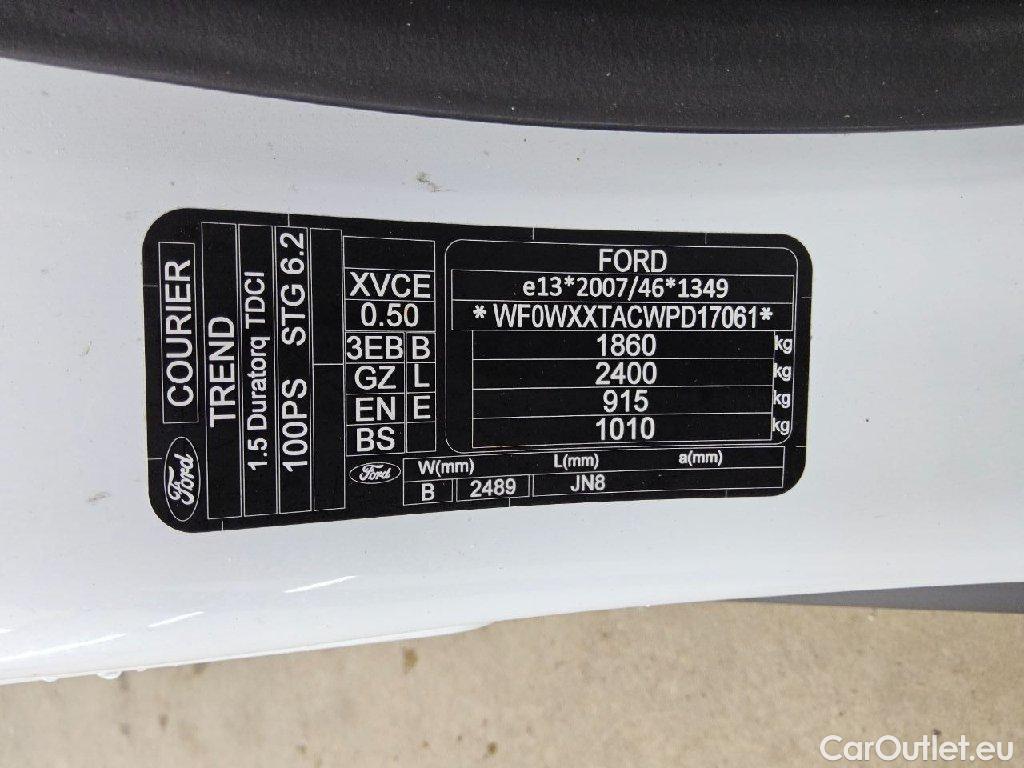 Ford
COURIER
TREND
1.5 Duratorq TDCI
100PS STG 6.2
XVCE
0.50
3EB B
GZ L
EN E
BS
FORD
e13*2007/46*1349
* WF0WXXTACWPD17061*
1860 kg
2400 kg
915 kg
1010 kg
Ford
W(mm) L(mm) a(mm)
B 2489 JN8
CarOutlet.eu